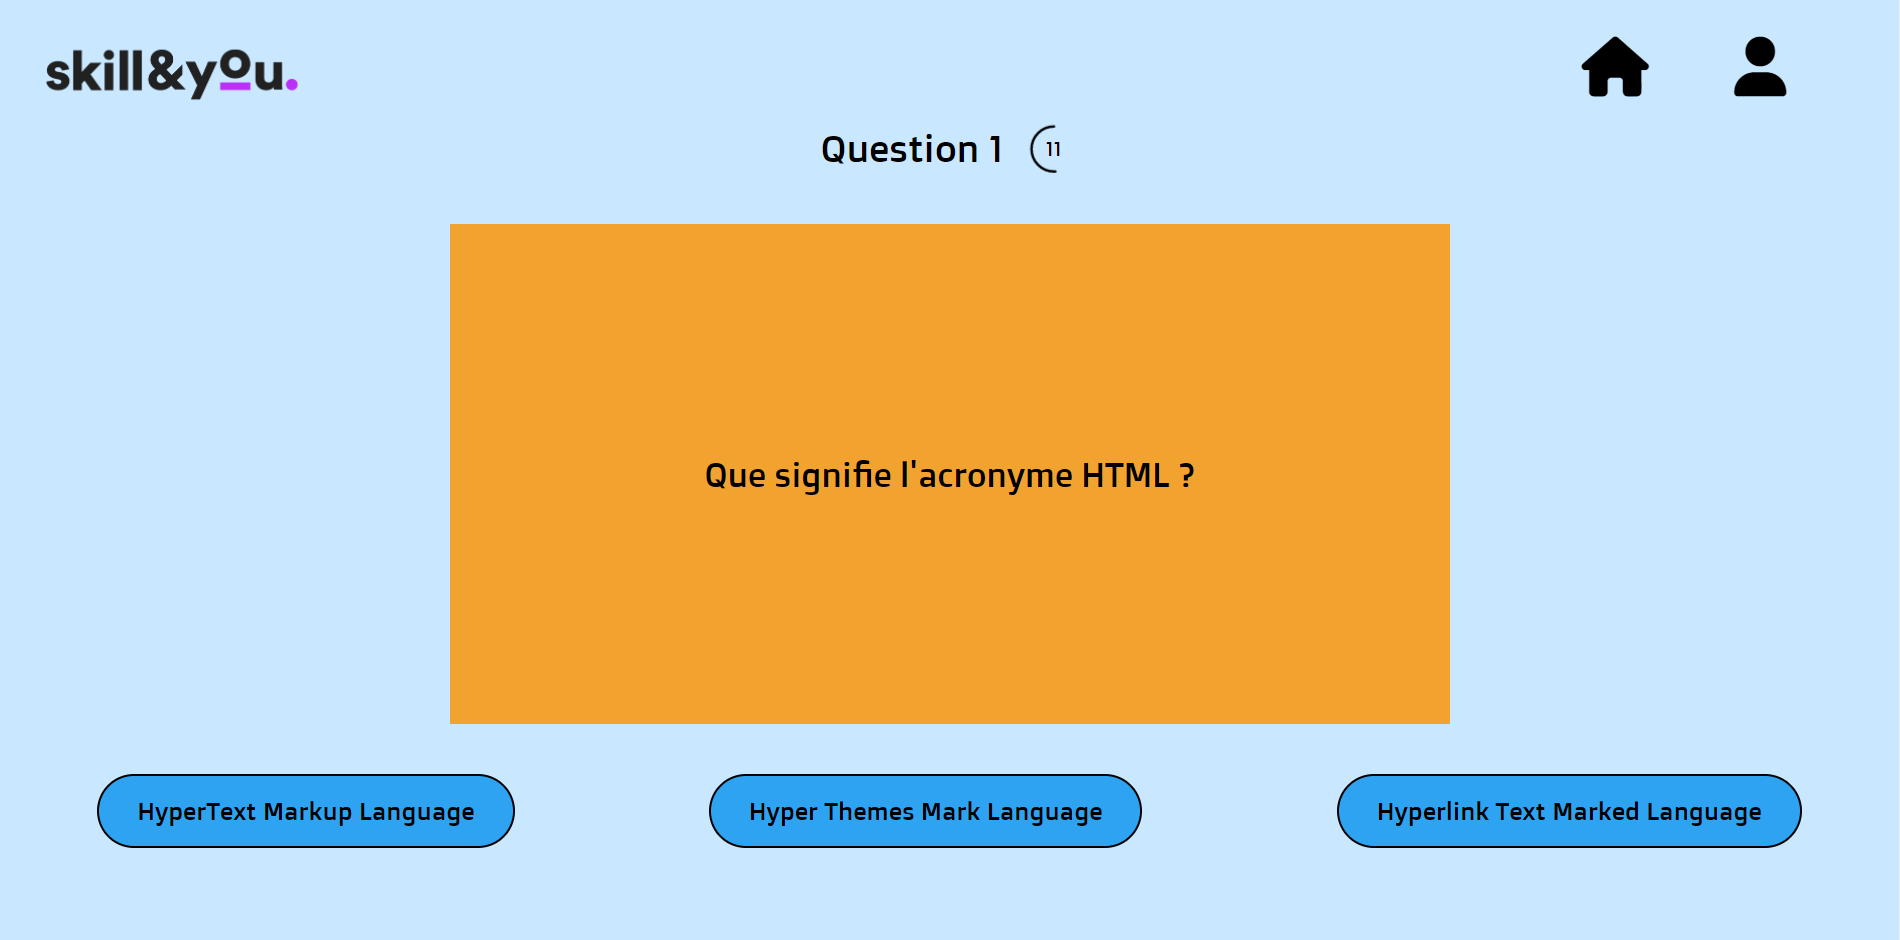 skill&you.
Question 1 11
Que signifie l'acronyme HTML ?
HyperText Markup Language
Hyper Themes Mark Language
Hyperlink Text Marked Language